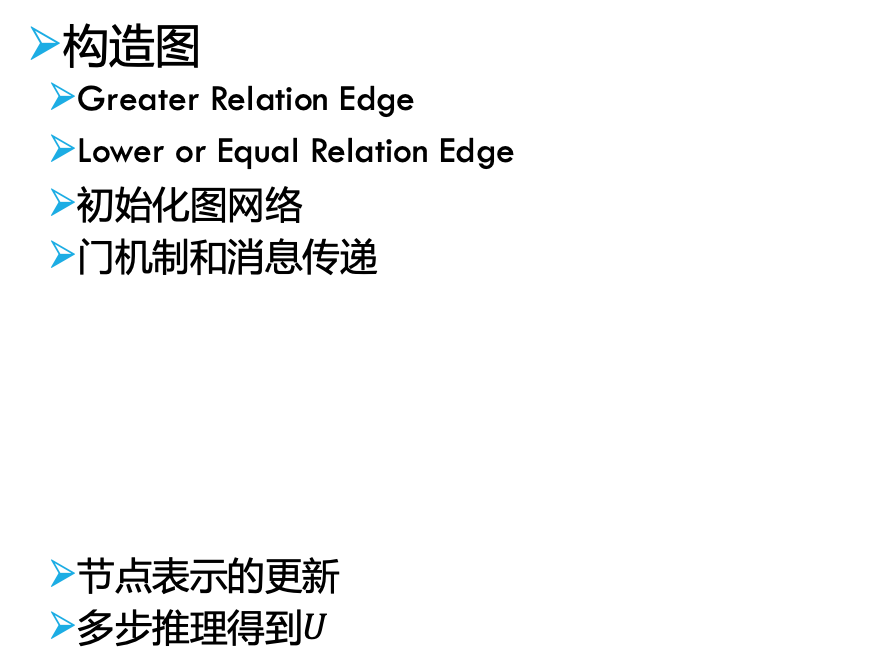 构造图
Greater Relation Edge
Lower or Equal Relation Edge
初始化图网络
门机制和消息传递
节点表示的更新
多步推理得到U